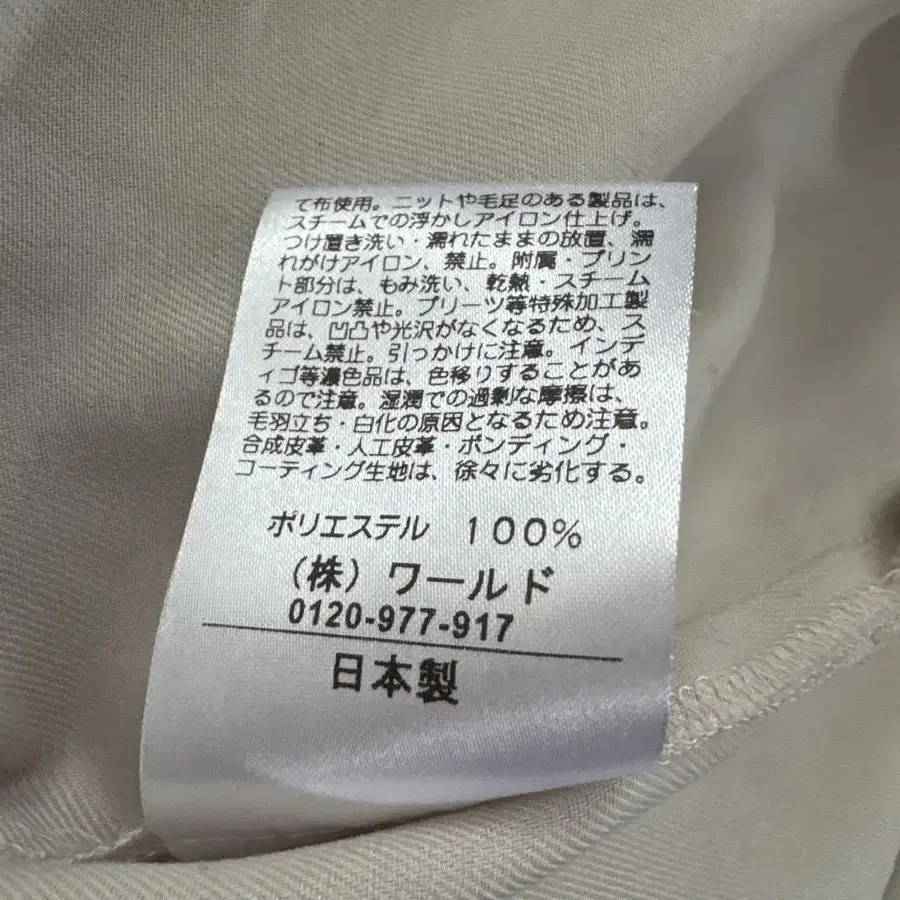 て布使用。ニットや毛足のある製品は、
スチームでの浮かしアイロン仕上げ。
つけ置き洗い・濡れたままの放置、濡
れがけアイロン、禁止。附属・プリン
ト部分は、もみ洗い、乾熱・スチーム
アイロン禁止。プリーツ等特殊加工製
品は、凹凸や光沢がなくなるため、ス
チーム禁止。引っかけに注意。インデ
ィゴ等濃色品は、色移りすることがあ
るので注意。湿潤での過剰な摩擦は、
毛羽立ち・白化の原因となるため注意。
合成皮革・人工皮革・ボンディング・
コーティング生地は、徐々に劣化する。
ポリエステル 100%
(株) ワールド
0120-977-917
日本製